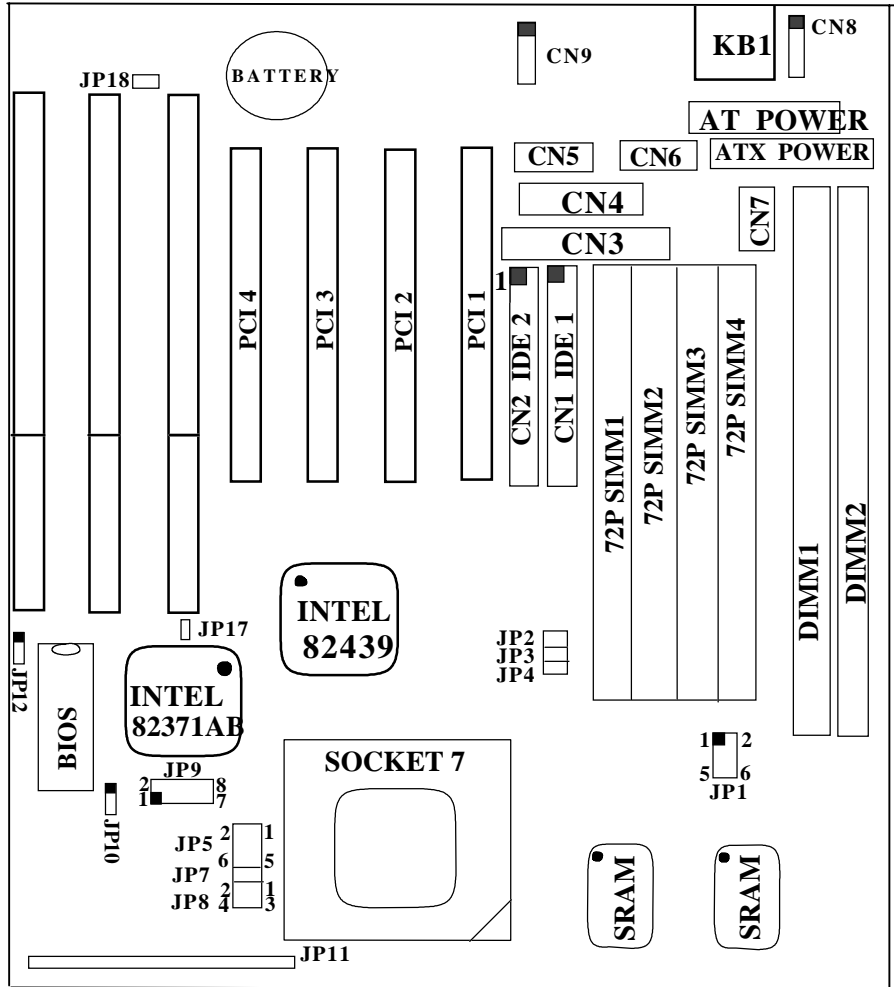 CN8
CN9
KB1
JP18
BATTERY
AT POWER
ATX POWER
CN5
CN6
CN4
CN7
CN3
1
PCI 4
PCI 3
PCI 2
PCI 1
CN2 IDE 2
CN1 IDE 1
72P SIMM1
72P SIMM2
72P SIMM3
72P SIMM4
DIMM1
DIMM2
INTEL
82439
JP17
JP2
JP3
JP4
JP12
BIOS
INTEL
82371AB
SOCKET 7
1 2
5 6
JP1
JP9
2 8
1 7
JP10
JP5
2 1
6 5
JP7
JP8
2 1
4 3
SRAM
SRAM
JP11